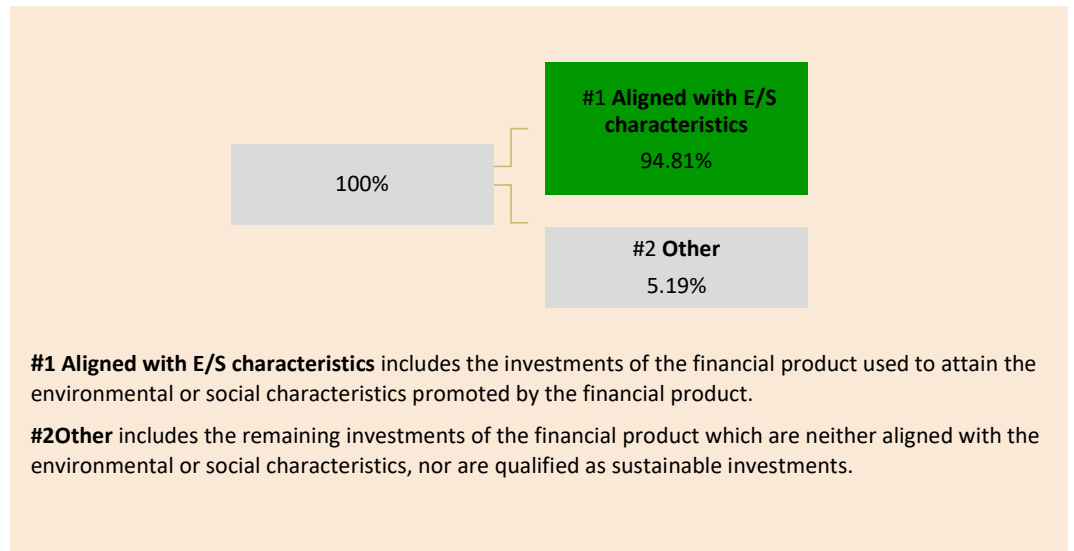 #1 Aligned with E/S
characteristics
94.81%
100%
#2 Other
5.19%
#1 Aligned with E/S characteristics includes the investments of the financial product used to attain the
environmental or social characteristics promoted by the financial product.
#2Other includes the remaining investments of the financial product which are neither aligned with the
environmental or social characteristics, nor are qualified as sustainable investments.